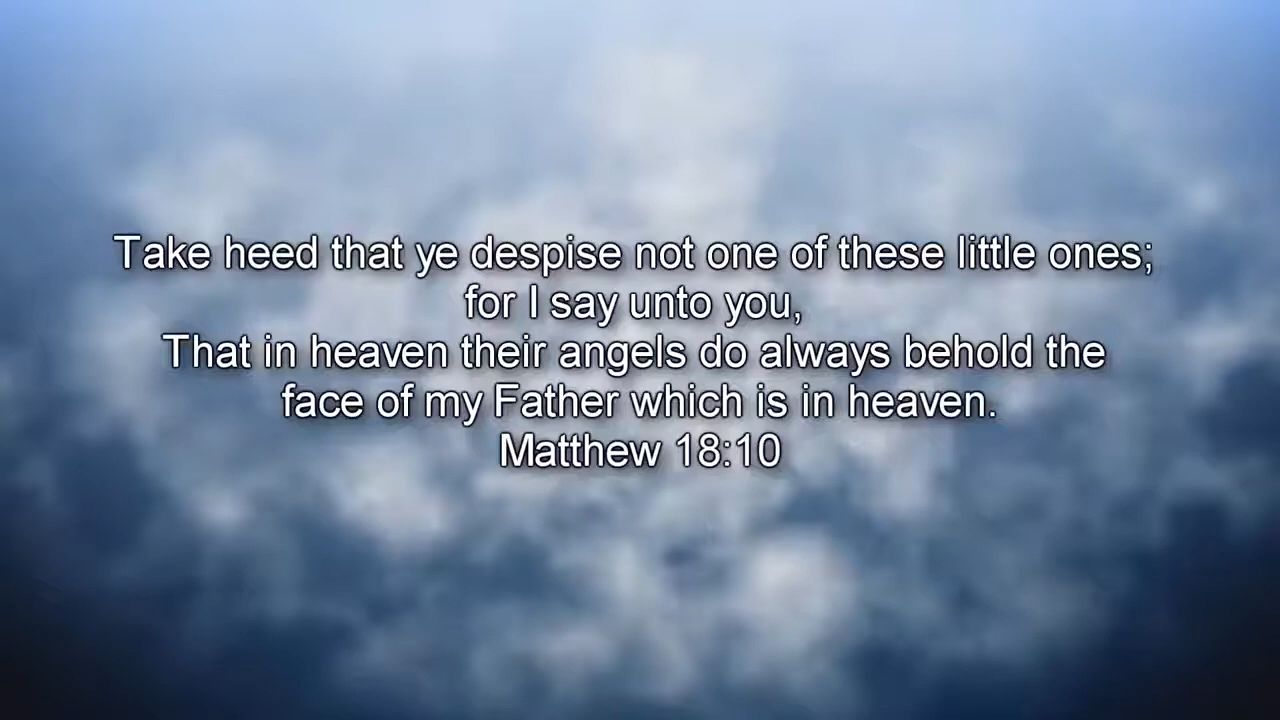 Take heed that ye despise not one of these little ones;
for I say unto you,
That in heaven their angels do always behold the
face of my Father which is in heaven.
Matthew 18:10